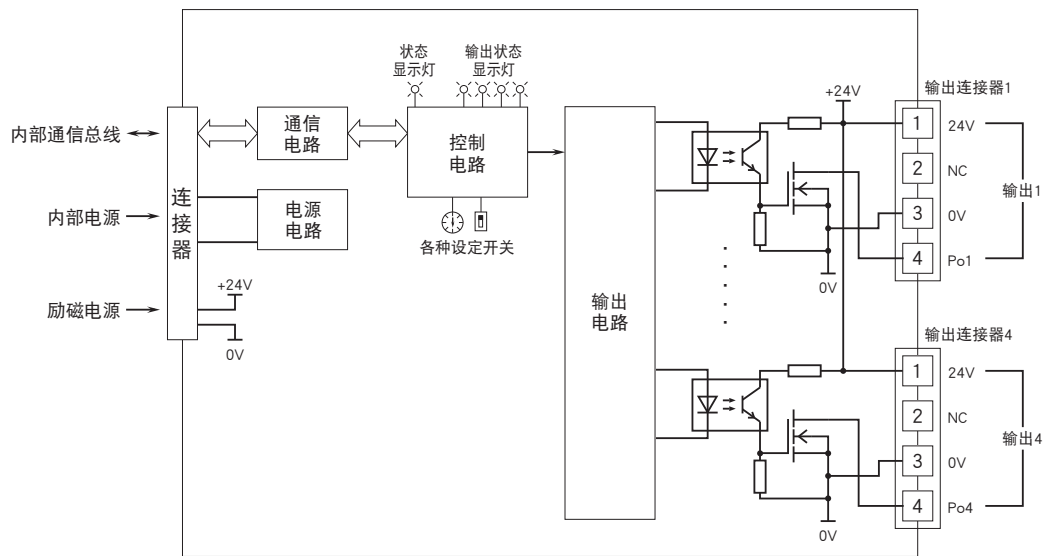 状态
显示灯
输出状态
显示灯
+24V
输出连接器1
内部通信总线
通信
电路
控制
电路
1
24V
2
NC
输出1
内部电源
连
接
器
电源
电路
各种设定开关
3
0V
4
Po1
0V
励磁电源
+24V
0V
输出
电路
输出连接器4
1
24V
2
NC
输出4
3
0V
4
Po4
0V